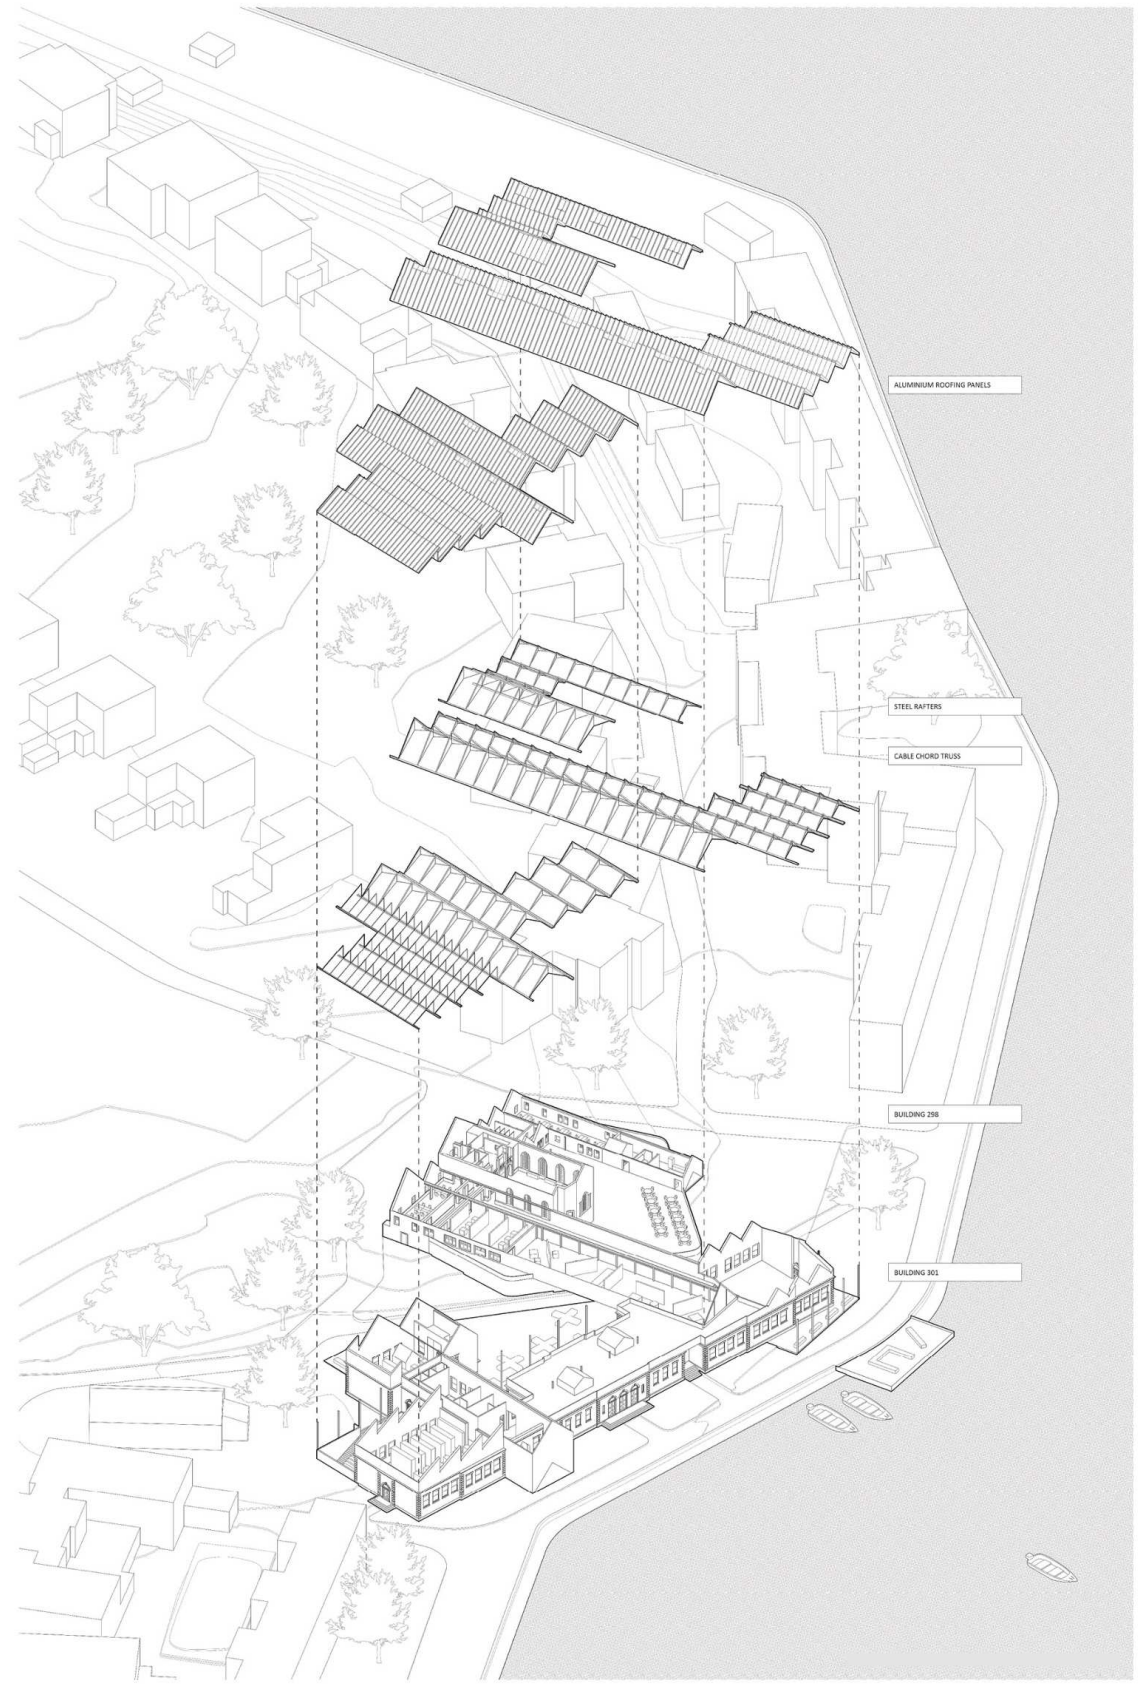 ALUMINIUM ROOFING PANELS
STEEL RAFTERS
CABLE CHORD TRUSS
BUILDING 298
BUILDING 301